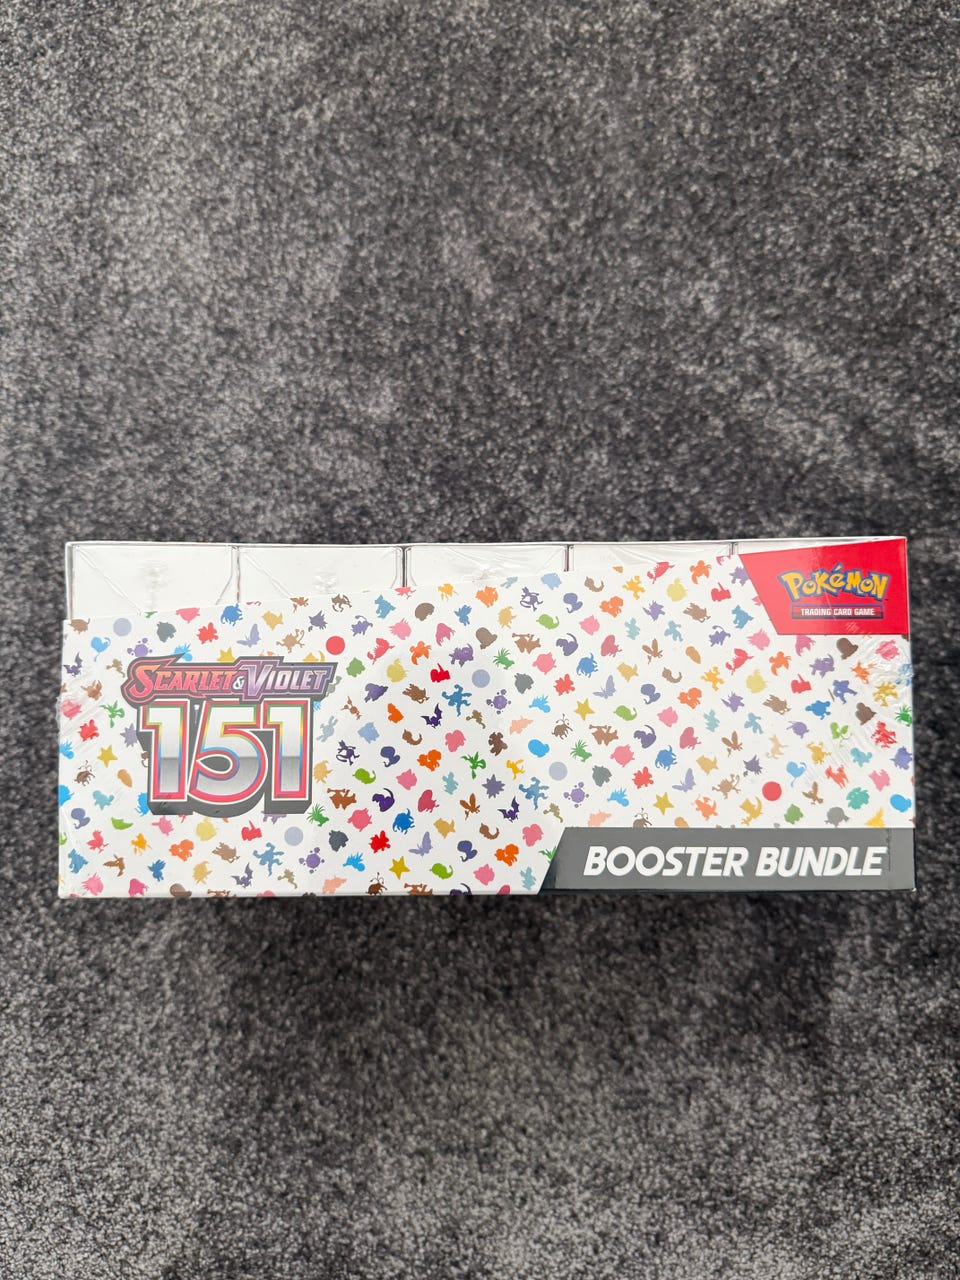 POKÉMON
TRADING CARD GAME
SCARLET & VIOLET
151
BOOSTER BUNDLE